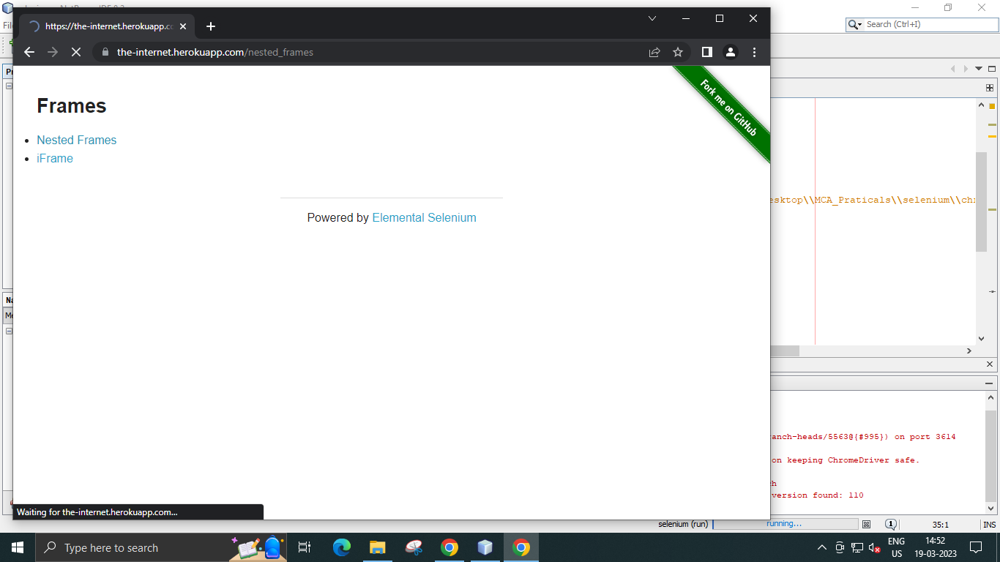 https://the-internet.herokuapp.co
the-internet.herokuapp.com/nested_frames
Search (Ctrl+I)
Frames
Fork me on GitHub
Nested Frames
iFrame
Powered by Elemental Selenium
esktop\\MCA_Praticals\\selenium\\chr
ranch-heads/5563@{#995}) on port 3614
on keeping ChromeDriver safe.
version found: 110
Waiting for the-internet.herokuapp.com...
selenium (run)
running...
1
35:1
INS
Type here to search
ENG
US
14:52
19-03-2023